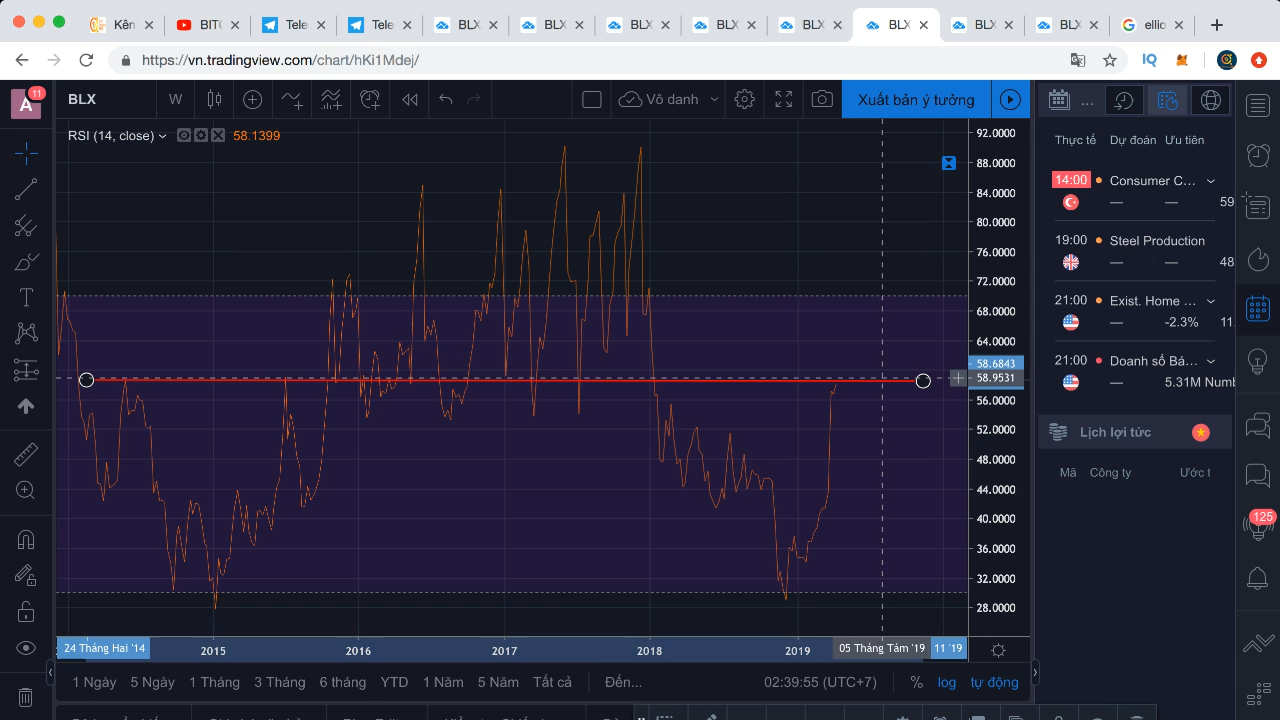 Kên
BITC
Tele
Tele
BLX
BLX
BLX
BLX
BLX
BLX
BLX
BLX
ellio
https://vn.tradingview.com/chart/hKi1Mdej/
IQ
A
11
BLX
W
Vô danh
Xuất bản ý tưởng
...
RSI (14, close)
58.1399
92.0000
88.0000
84.0000
80.0000
76.0000
72.0000
68.0000
64.0000
58.6843
58.9531
56.0000
52.0000
48.0000
44.0000
40.0000
36.0000
32.0000
28.0000
24 Tháng Hai '14
2015
2016
2017
2018
2019
05 Tháng Tám '19
11 '19
1 Ngày
5 Ngày
1 Tháng
3 Tháng
6 tháng
YTD
1 Năm
5 Năm
Tất cả
Đến...
02:39:55 (UTC+7)
%
log
tự động
Thực tế Dự đoán Ưu tiên
14:00 Consumer C...
— — 59
19:00 Steel Production
— — 48
21:00 Exist. Home ...
— -2.3% 11.
21:00 Doanh số Bá...
— 5.31M Numb
Lịch lợi tức
Mã Công ty Ước t
125